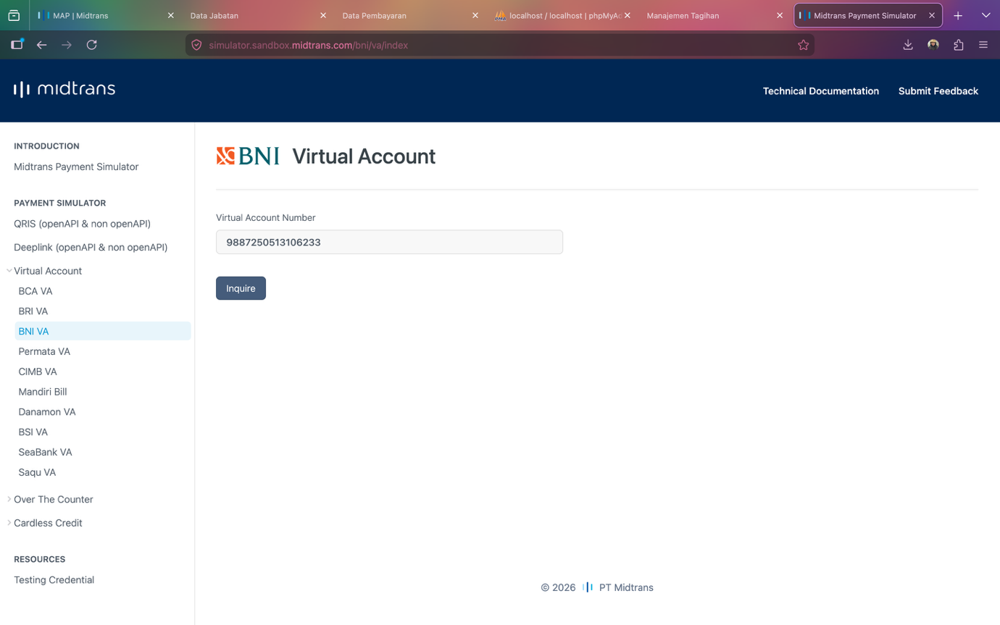 MAP | Midtrans
Data Jabatan
Data Pembayaran
localhost / localhost | phpMyAd
Manajemen Tagihan
Midtrans Payment Simulator
simulator.sandbox.midtrans.com/bni/va/index
midtrans
Technical Documentation
Submit Feedback
INTRODUCTION
Midtrans Payment Simulator
PAYMENT SIMULATOR
QRIS (openAPI & non openAPI)
Deeplink (openAPI & non openAPI)
Virtual Account
BCA VA
BRI VA
BNI VA
Permata VA
CIMB VA
Mandiri Bill
Danamon VA
BSI VA
SeaBank VA
Saqu VA
Over The Counter
Cardless Credit
RESOURCES
Testing Credential
BNI Virtual Account
Virtual Account Number
9887250513106233
Inquire
© 2026 PT Midtrans